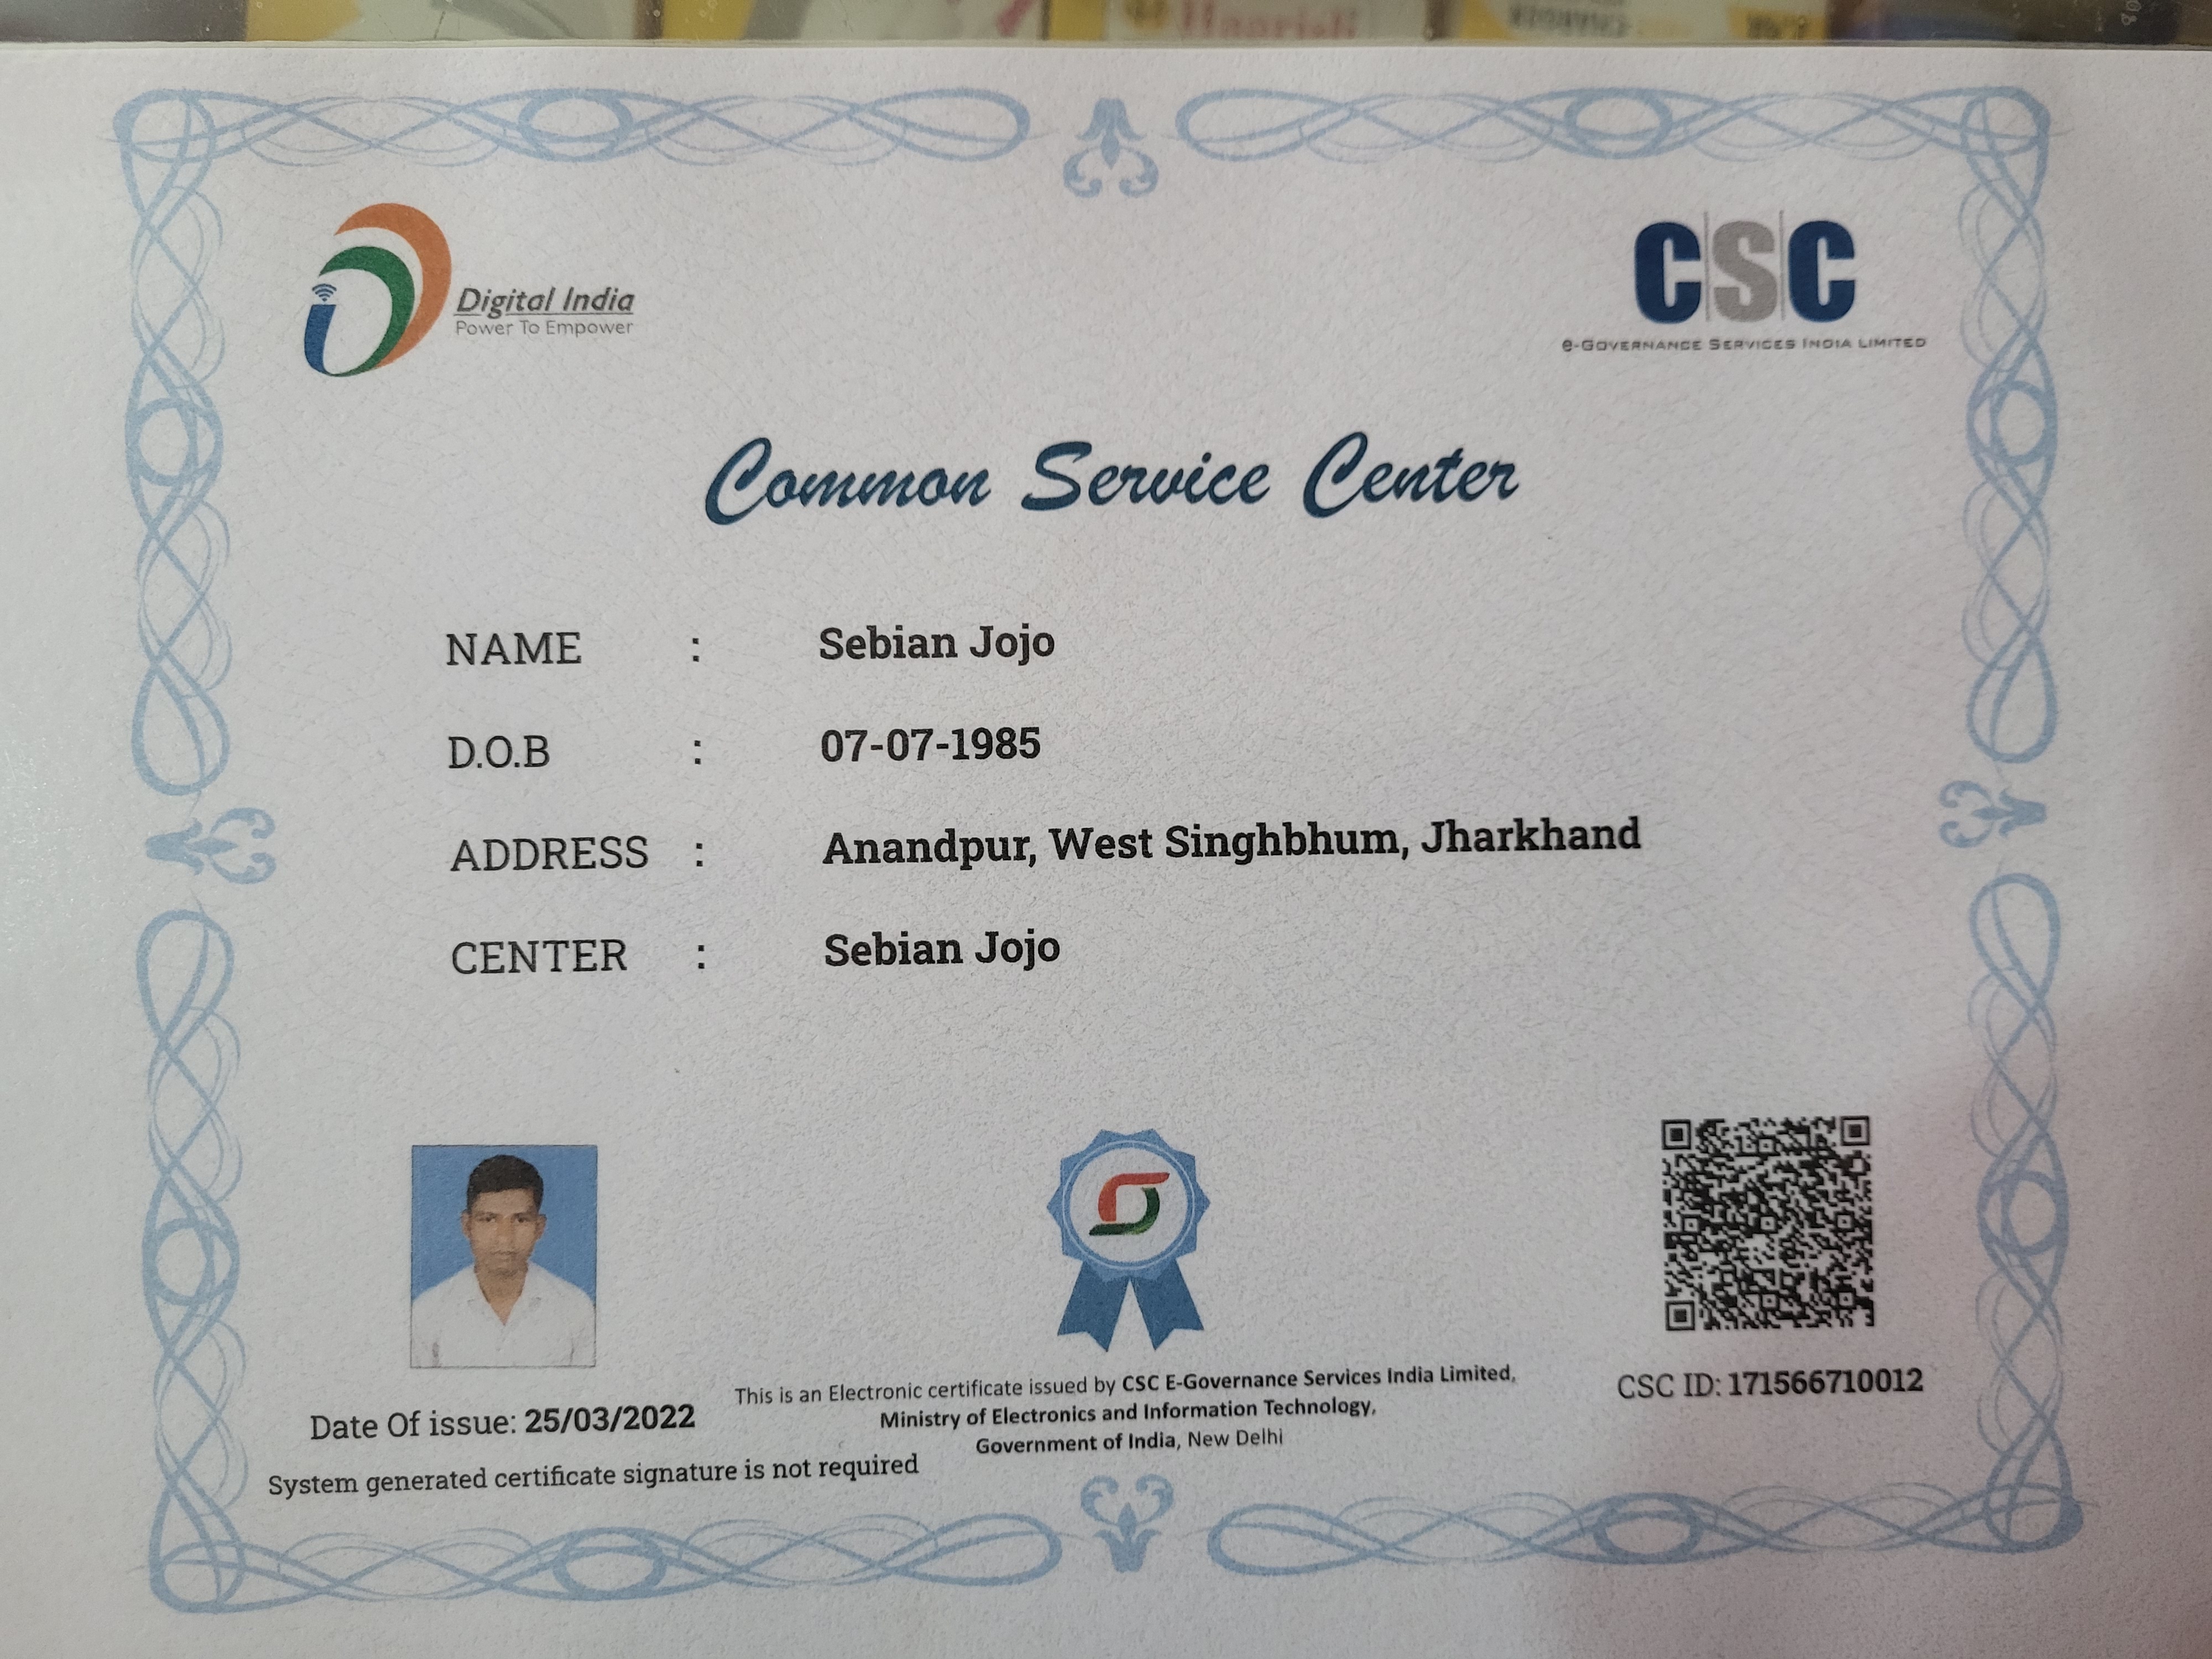 Digital India
Power To Empower
CSC
e-Governance Services India Limited
Common Service Center
NAME : Sebian Jojo
D.O.B : 07-07-1985
ADDRESS : Anandpur, West Singhbhum, Jharkhand
CENTER : Sebian Jojo
This is an Electronic certificate issued by CSC E-Governance Services India Limited,
Ministry of Electronics and Information Technology,
Government of India, New Delhi
CSC ID: 171566710012
Date Of issue: 25/03/2022
System generated certificate signature is not required